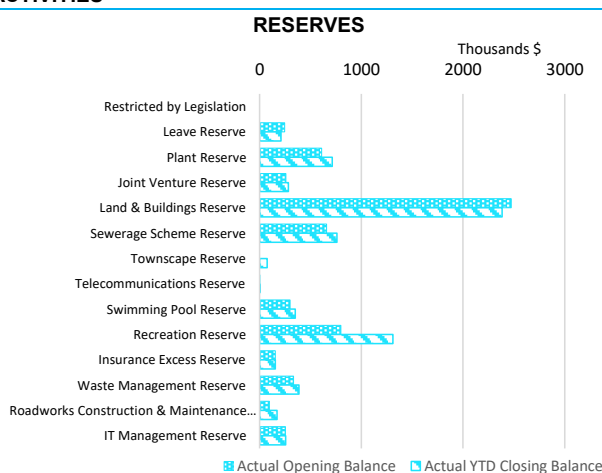 RESERVES
Thousands $
0 1000 2000 3000
Restricted by Legislation
Leave Reserve
Plant Reserve
Joint Venture Reserve
Land & Buildings Reserve
Sewerage Scheme Reserve
Townscape Reserve
Telecommunications Reserve
Swimming Pool Reserve
Recreation Reserve
Insurance Excess Reserve
Waste Management Reserve
Roadworks Construction & Maintenance…
IT Management Reserve
Actual Opening Balance Actual YTD Closing Balance